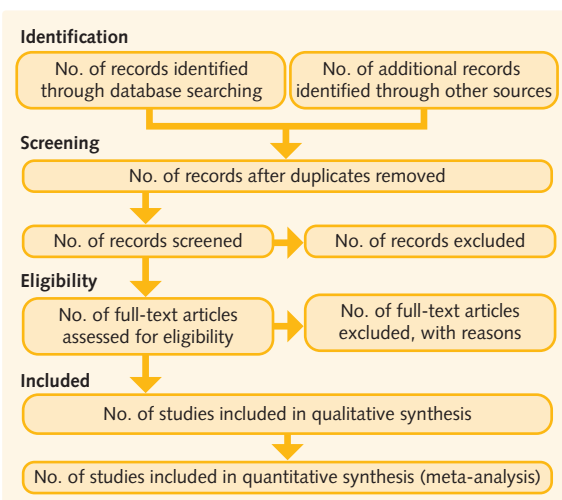 Identification
No. of records identified
through database searching
No. of additional records
identified through other sources
Screening
No. of records after duplicates removed
No. of records screened
No. of records excluded
Eligibility
No. of full-text articles
assessed for eligibility
No. of full-text articles
excluded, with reasons
Included
No. of studies included in qualitative synthesis
No. of studies included in quantitative synthesis (meta-analysis)